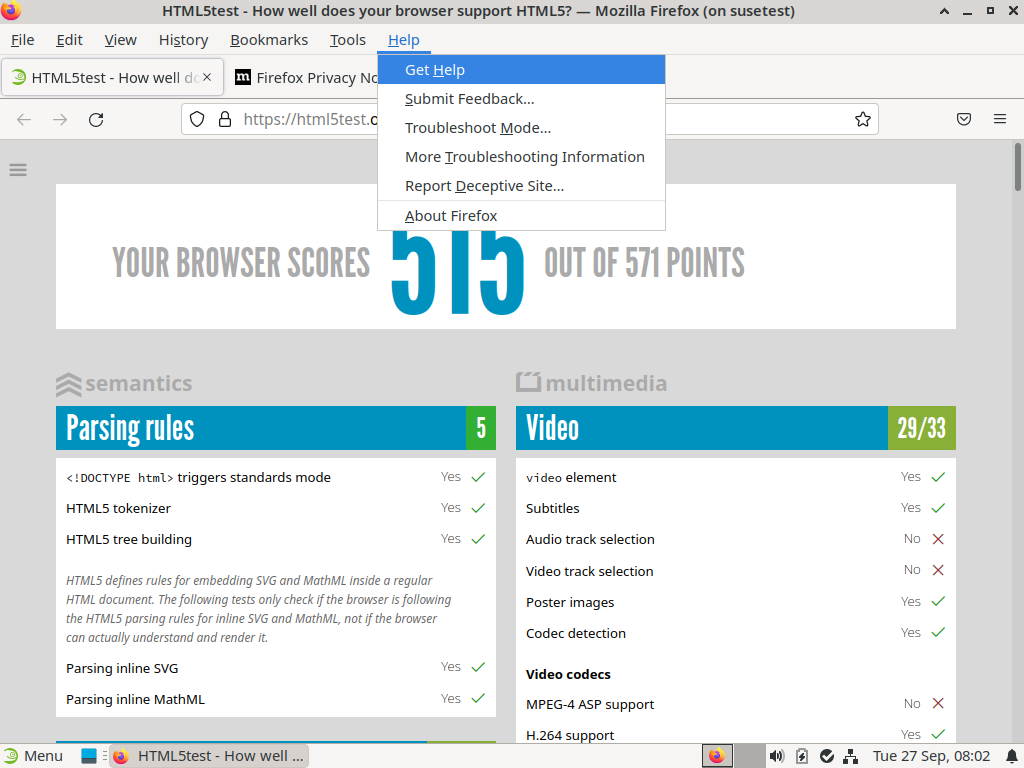 HTML5test - How well does your browser support HTML5? — Mozilla Firefox (on susetest)
File Edit View History Bookmarks Tools Help
HTML5test - How well do
Firefox Privacy No
Get Help
Submit Feedback...
Troubleshoot Mode...
More Troubleshooting Information
Report Deceptive Site...
About Firefox
https://html5test.o
YOUR BROWSER SCORES 515 OUT OF 571 POINTS
semantics
Parsing rules 5
<!DOCTYPE html> triggers standards mode Yes
HTML5 tokenizer Yes
HTML5 tree building Yes
HTML5 defines rules for embedding SVG and MathML inside a regular
HTML document. The following tests only check if the browser is following
the HTML5 parsing rules for inline SVG and MathML, not if the browser
can actually understand and render it.
Parsing inline SVG Yes
Parsing inline MathML Yes
multimedia
Video 29/33
video element Yes
Subtitles Yes
Audio track selection No
Video track selection No
Poster images Yes
Codec detection Yes
Video codecs
MPEG-4 ASP support No
H.264 support Yes
Menu
HTML5test - How well ...
Tue 27 Sep, 08:02